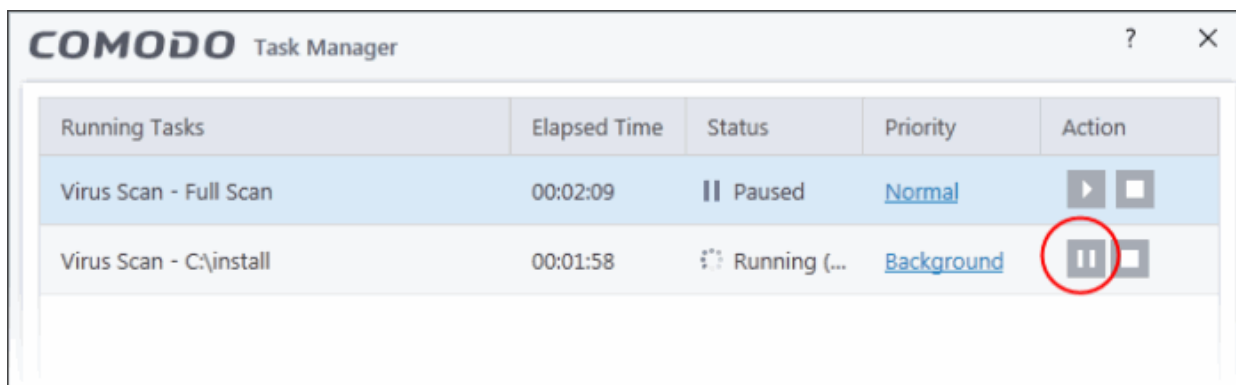 COMODO Task Manager ? ×
Running Tasks Elapsed Time Status Priority Action
Virus Scan - Full Scan 00:02:09 Paused Normal
Virus Scan - C:\install 00:01:58 Running (... Background